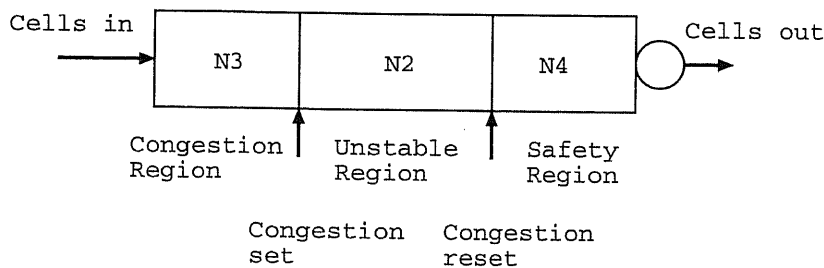 Cells in
Cells out
N3
N2
N4
Congestion
Region
Unstable
Region
Safety
Region
Congestion
set
Congestion
reset